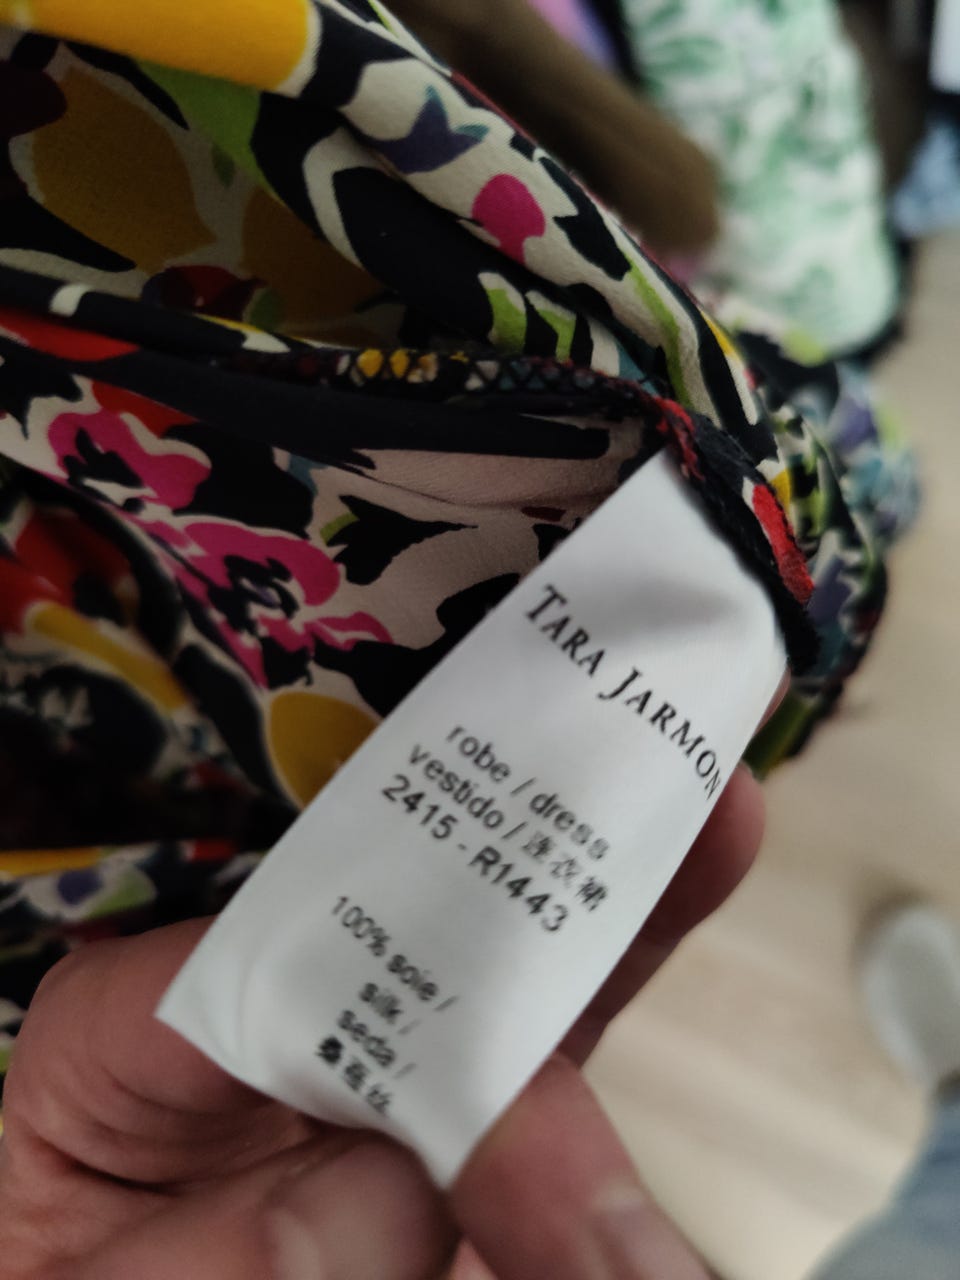 TARA JARMON
robe / dress
vestido / 连衣裙
2415 - R1443
100% soie /
silk /
seda /
桑蚕丝